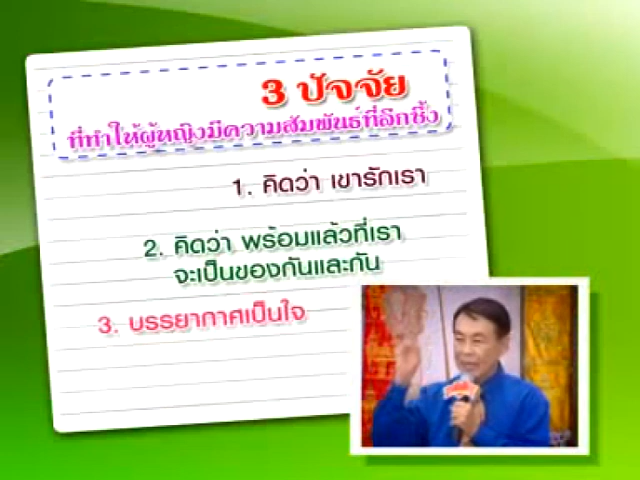 3 ปัจจัย
ที่ทำให้ผู้หญิงมีความสัมพันธ์ที่ลึกซึ้ง
1. คิดว่า เขารักเรา
2. คิดว่า พร้อมแล้วที่เรา
จะเป็นของกันและกัน
3. บรรยากาศเป็นใจ